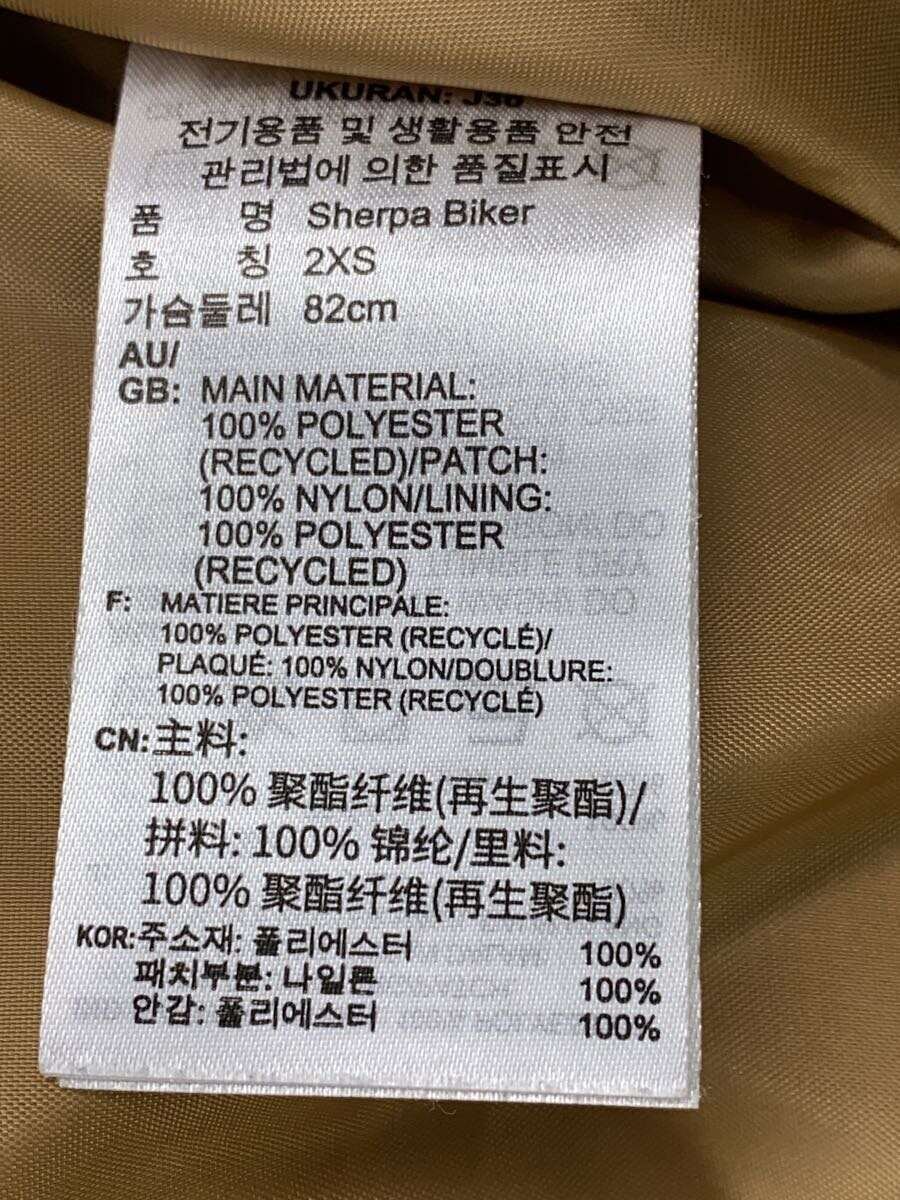 UKURAN: J30
전기용품 및 생활용품 안전
관리법에 의한 품질표시
품 명 Sherpa Biker
호 칭 2XS
가슴둘레 82cm
AU/
GB: MAIN MATERIAL:
100% POLYESTER
(RECYCLED)/PATCH:
100% NYLON/LINING:
100% POLYESTER
(RECYCLED)
F: MATIERE PRINCIPALE:
100% POLYESTER (RECYCLÉ)/
PLAQUÉ: 100% NYLON/DOUBLURE:
100% POLYESTER (RECYCLÉ)
CN:主料:
100% 聚酯纤维(再生聚酯)/
拼料: 100% 锦纶/里料:
100% 聚酯纤维(再生聚酯)
KOR:주소재: 폴리에스터 100%
패치부분: 나일론 100%
안감: 폴리에스터 100%